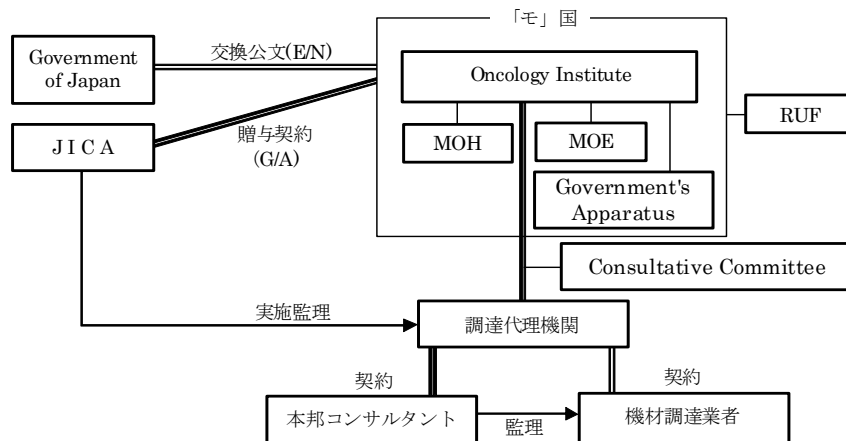 「モ」国
Government
of Japan
交換公文(E/N)
Oncology Institute
RUF
J I C A
贈与契約
(G/A)
MOH
MOE
Government's
Apparatus
Consultative Committee
実施監理
調達代理機関
契約
契約
本邦コンサルタント
監理
機材調達業者